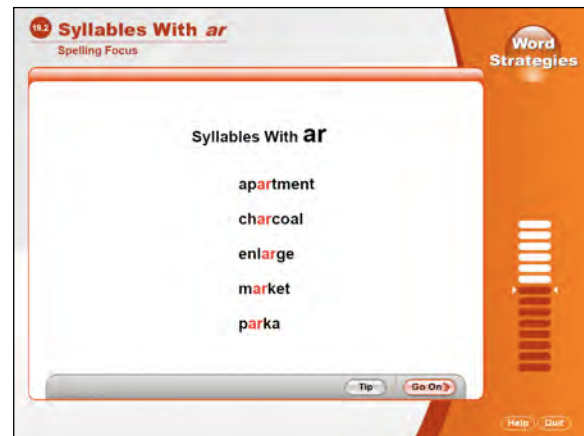 19.2 Syllables With ar
Spelling Focus
Word
Strategies
Syllables With ar
apartment
charcoal
enlarge
market
parka
Tip
Go On
Help
Quit